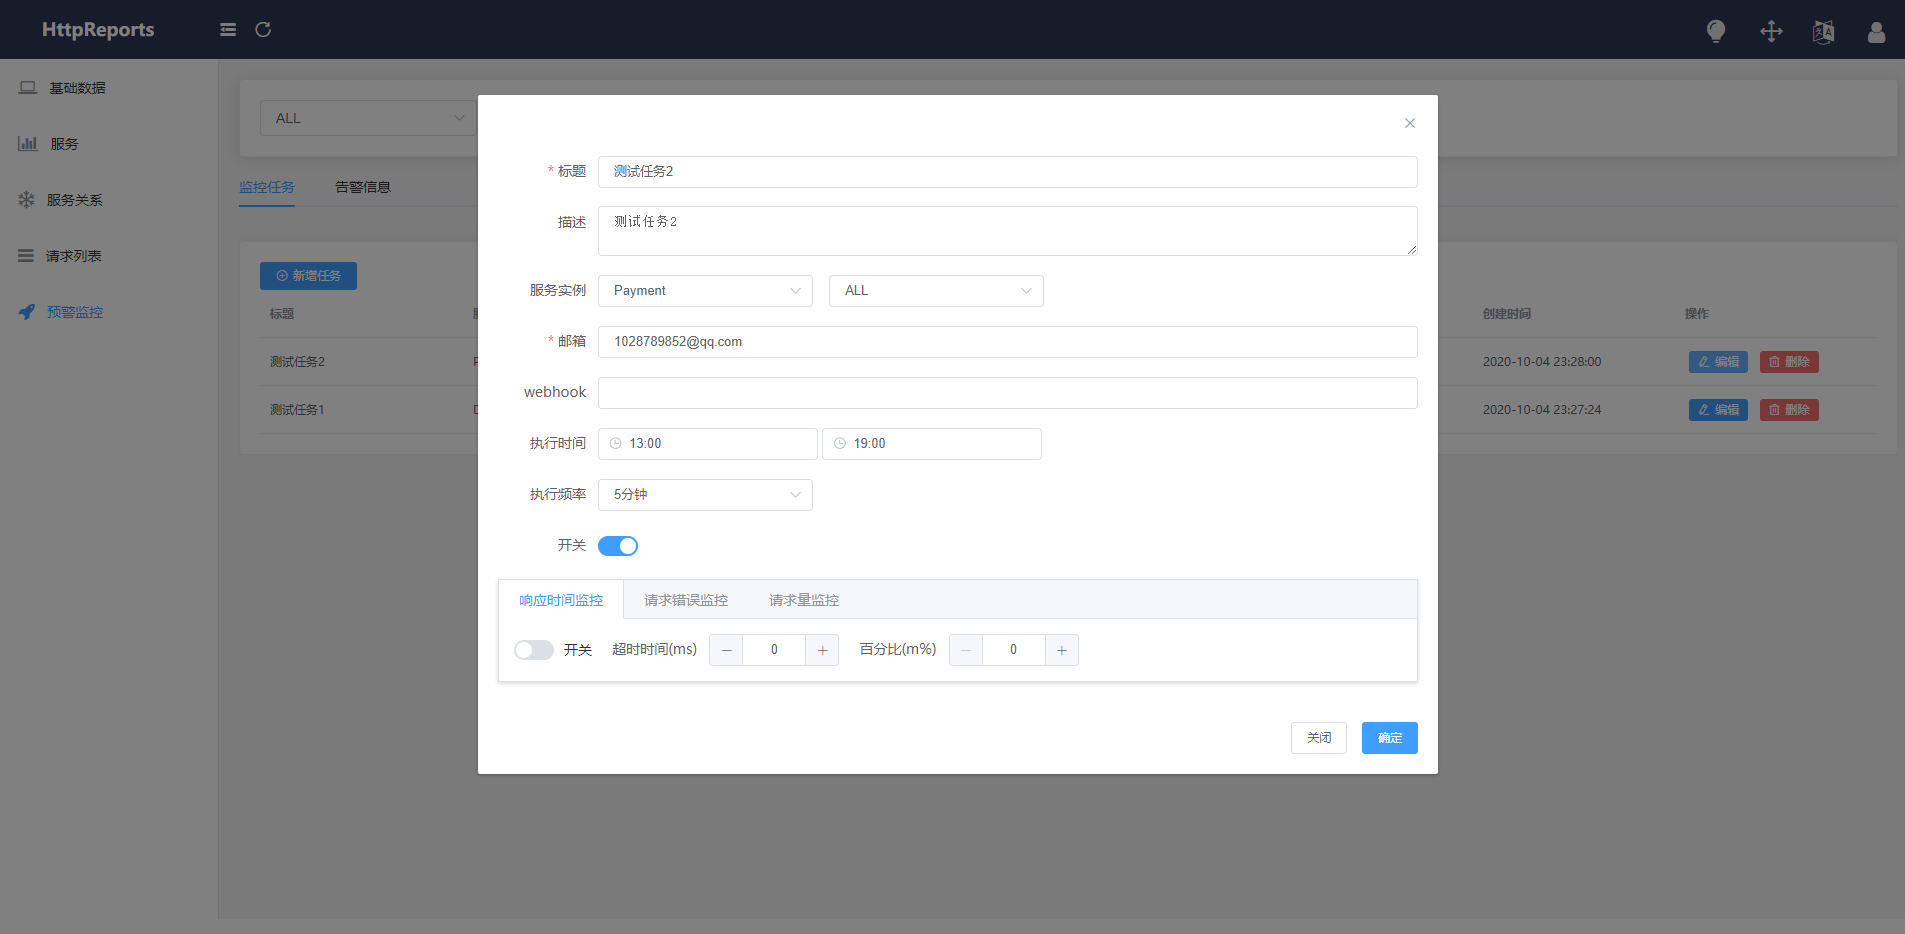 HttpReports
基础数据
服务
服务关系
请求列表
预警监控
ALL
监控任务 告警信息
新增任务
标题 创建时间 操作
测试任务2 2020-10-04 23:28:00 编辑 删除
测试任务1 2020-10-04 23:27:24 编辑 删除
* 标题 测试任务2
描述 测试任务2
服务实例 Payment ALL
* 邮箱 1028789852@qq.com
webhook
执行时间 13:00 19:00
执行频率 5分钟
开关
响应时间监控 请求错误监控 请求量监控
开关 超时时间(ms) 0 百分比(m%) 0
关闭 确定